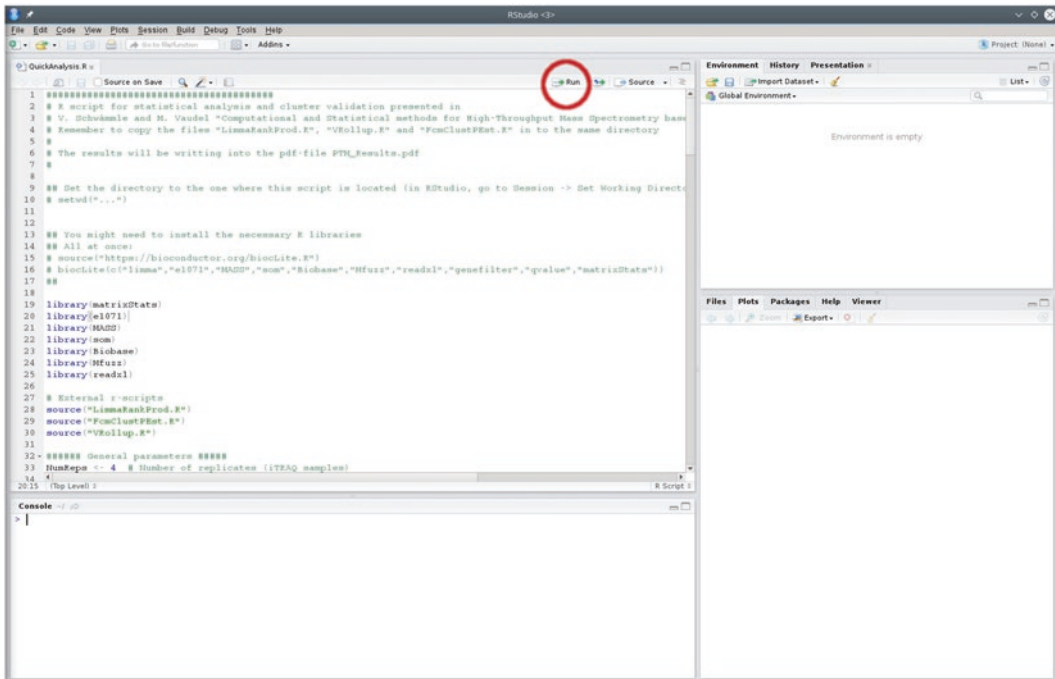 RStudio <3>
File Edit Code View Plots Session Build Debug Tools Help
Go to file/function Addins Project: (None)
QuickAnalysis.R
Source on Save Run Source
1 ########################################
2 # R script for statistical analysis and cluster validation presented in
3 # V. Schwämmle and M. Vaudel "Computational and Statistical methods for High-Throughput Mass Spectrometry base
4 # Remember to copy the files "LimmaRankProd.R", "VRollup.R" and "FcmClustPEst.R" in to the same directory
5 #
6 # The results will be writting into the pdf-file PTM_Results.pdf
7 #
8
9 ## Set the directory to the one where this script is located (in RStudio, go to Session -> Set Working Directo
10 # setwd("...")
11
12
13 ## You might need to install the necessary R libraries
14 ## All at once:
15 # source("https://bioconductor.org/biocLite.R")
16 # biocLite(c("limma","e1071","MASS","som","Biobase","Mfuzz","readxl","genefilter","qvalue","matrixStats"))
17 ##
18
19 library(matrixStats)
20 library(e1071)
21 library(MASS)
22 library(som)
23 library(Biobase)
24 library(Mfuzz)
25 library(readxl)
26
27 # External r-scripts
28 source("LimmaRankProd.R")
29 source("FcmClustPEst.R")
30 source("VRollup.R")
31
32 ###### General parameters #####
33 NumReps <- 4 # Number of replicates (iTRAQ samples)
34
20:15 (Top Level) R Script
Console ~/
>
Environment History Presentation
Import Dataset List
Global Environment
Environment is empty
Files Plots Packages Help Viewer
Zoom Export